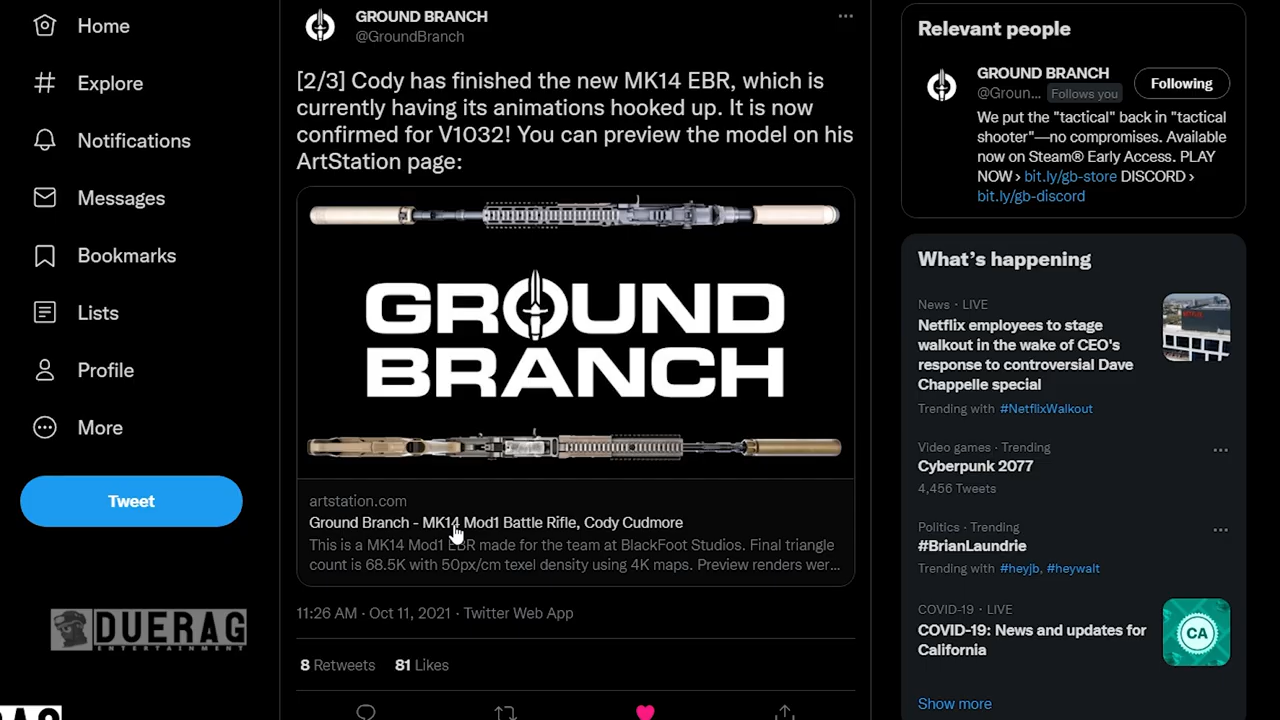 Home
Explore
Notifications
Messages
Bookmarks
Lists
Profile
More
Tweet
DUERAG
ENTERTAINMENT
GROUND BRANCH
@GroundBranch
[2/3] Cody has finished the new MK14 EBR, which is
currently having its animations hooked up. It is now
confirmed for V1032! You can preview the model on his
ArtStation page:
GROUND
BRANCH
artstation.com
Ground Branch - MK14 Mod1 Battle Rifle, Cody Cudmore
This is a MK14 Mod1 EBR made for the team at BlackFoot Studios. Final triangle
count is 68.5K with 50px/cm texel density using 4K maps. Preview renders wer...
11:26 AM · Oct 11, 2021 · Twitter Web App
8 Retweets 81 Likes
Relevant people
GROUND BRANCH
@Groun... Follows you
Following
We put the "tactical" back in "tactical
shooter"—no compromises. Available
now on Steam® Early Access. PLAY
NOW › bit.ly/gb-store DISCORD ›
bit.ly/gb-discord
What's happening
News · LIVE
Netflix employees to stage
walkout in the wake of CEO's
response to controversial Dave
Chappelle special
Trending with #NetflixWalkout
Video games · Trending
Cyberpunk 2077
4,456 Tweets
Politics · Trending
#BrianLaundrie
Trending with #heyjb, #heywalt
COVID-19 · LIVE
COVID-19: News and updates for
California
CA
Show more